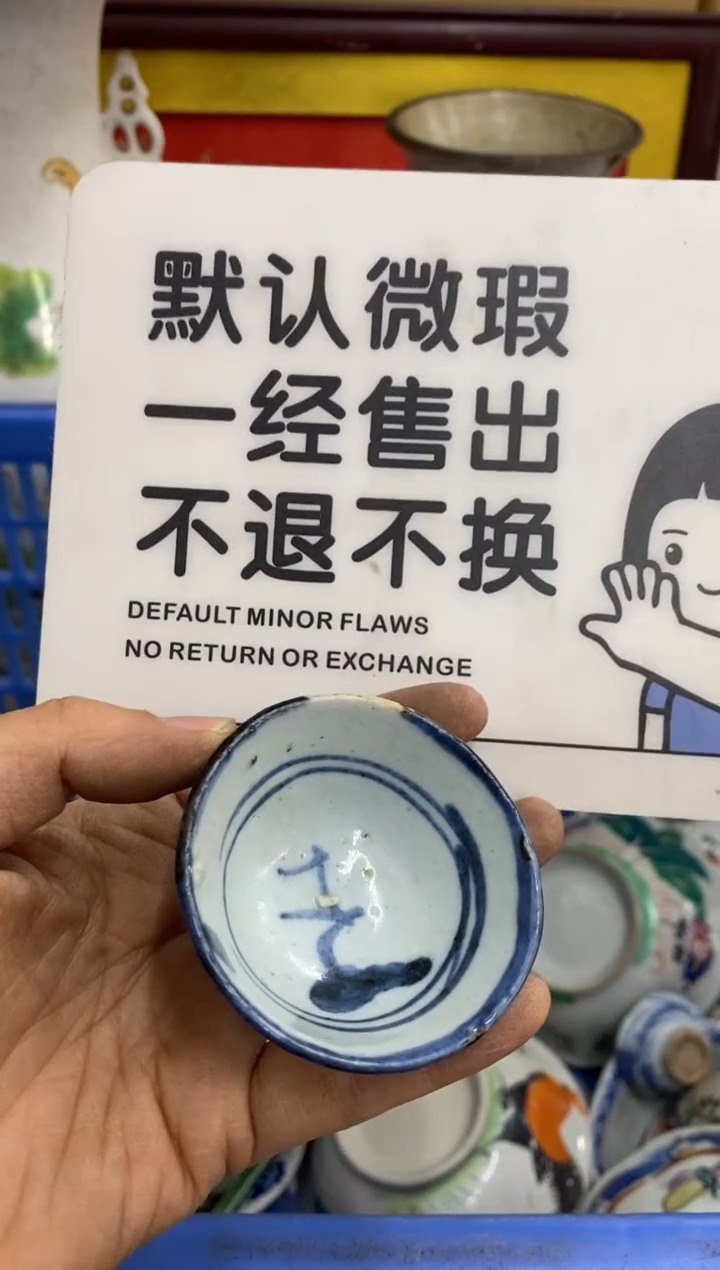 默认微瑕
一经售出
不退不换
DEFAULT MINOR FLAWS
NO RETURN OR EXCHANGE